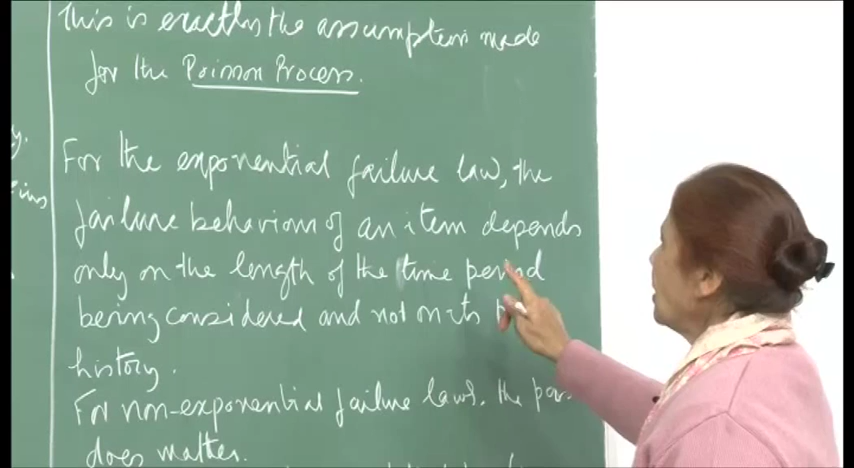 This is exactly the assumption made
for the Poisson Process.
For the exponential failure law, the
failure behaviour of an item depends
only on the length of the time period
being considered and not on its
history.
For non-exponential failure laws, the
does matter.